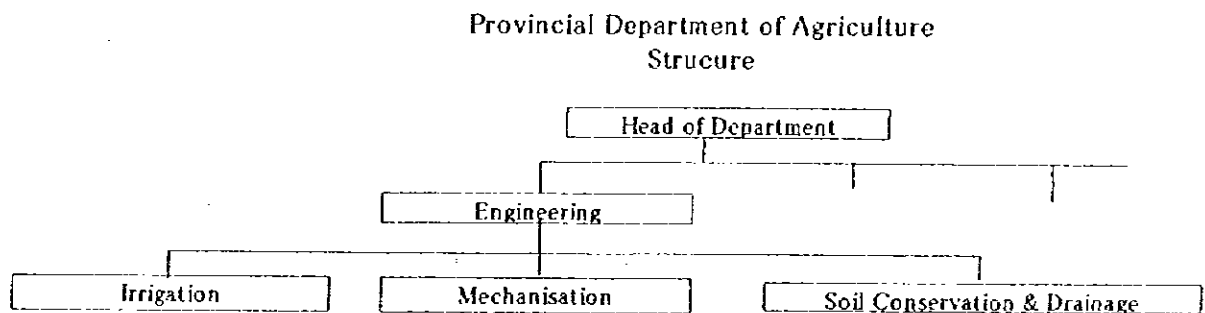 Provincial Department of Agriculture
Strucure
Head of Department
Engineering
Irrigation
Mechanisation
Soil Conservation & Drainage